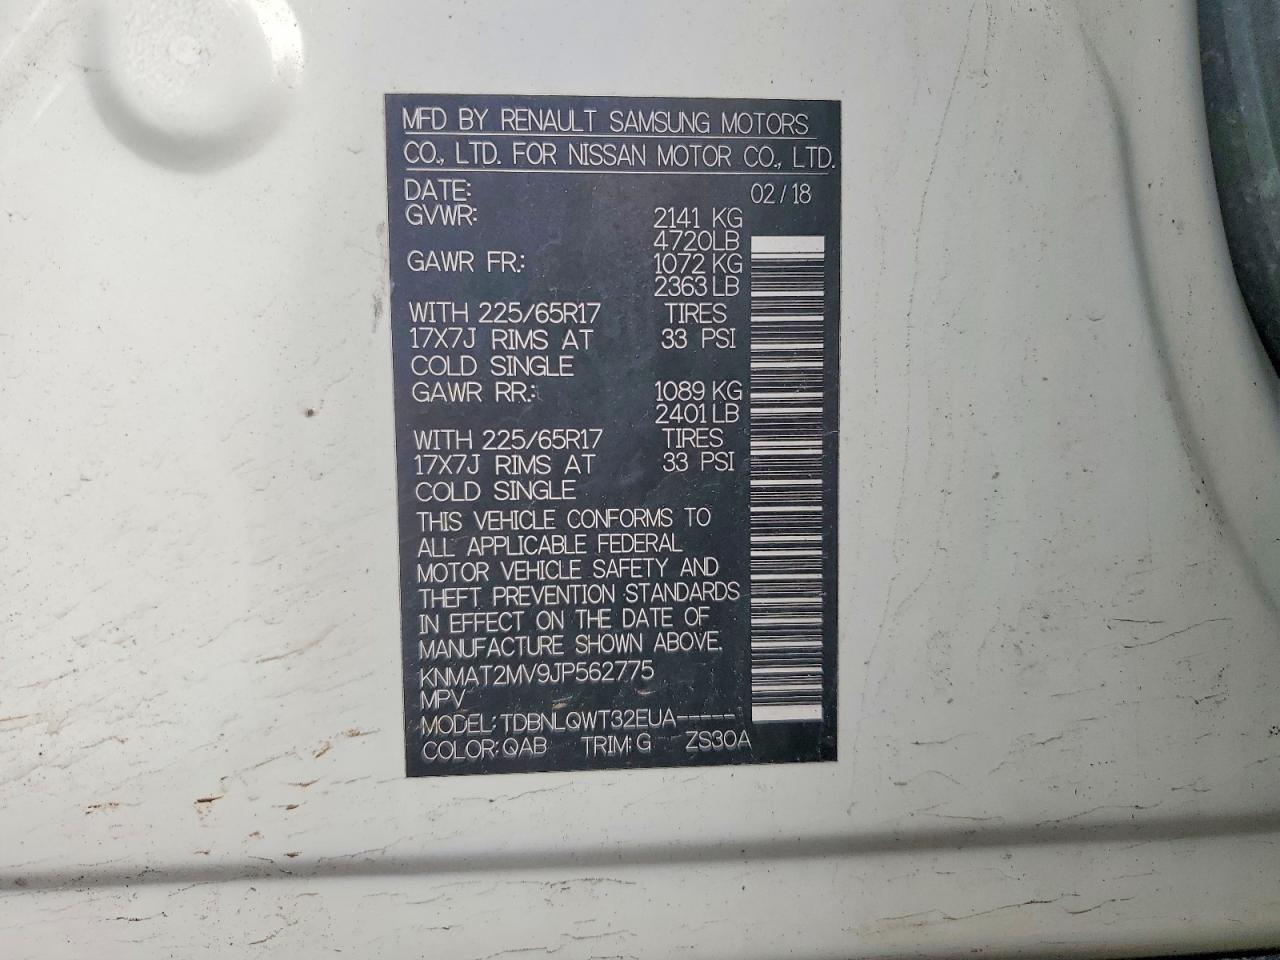 MFD BY RENAULT SAMSUNG MOTORS
CO., LTD. FOR NISSAN MOTOR CO., LTD.
DATE: 02 / 18
GVWR: 2141 KG
4720LB
GAWR FR.: 1072 KG
2363 LB
WITH 225/65R17 TIRES
17X7J RIMS AT 33 PSI
COLD SINGLE
GAWR RR.: 1089 KG
2401 LB
WITH 225/65R17 TIRES
17X7J RIMS AT 33 PSI
COLD SINGLE
THIS VEHICLE CONFORMS TO
ALL APPLICABLE FEDERAL
MOTOR VEHICLE SAFETY AND
THEFT PREVENTION STANDARDS
IN EFFECT ON THE DATE OF
MANUFACTURE SHOWN ABOVE.
KNMAT2MV9JP562775
MPV
MODEL: TDBNLQWT32EUA-----
COLOR: QAB TRIM: G ZS30A